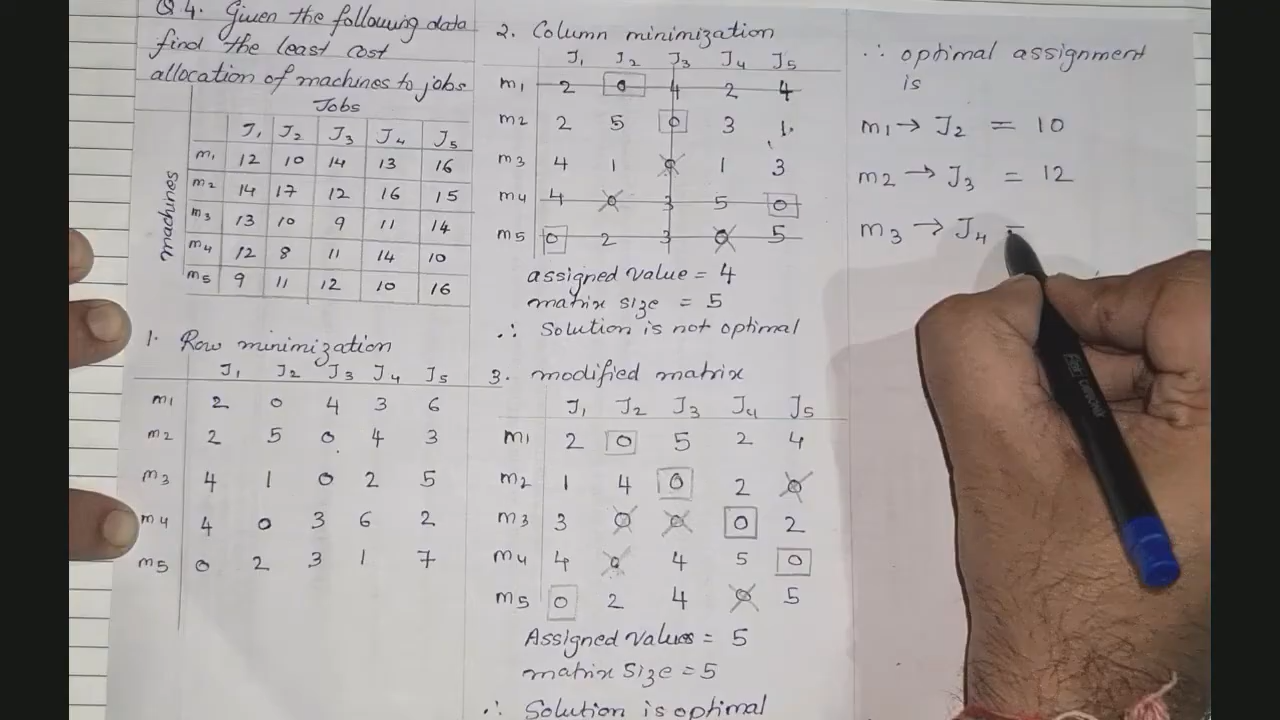 Q.4. Given the following data
find the least cost
allocation of machines to jobs
Jobs
machines
J1 J2 J3 J4 J5
m1 12 10 14 13 16
m2 14 17 12 16 15
m3 13 10 9 11 14
m4 12 8 11 14 10
m5 9 11 12 10 16
1. Row minimization
J1 J2 J3 J4 J5
m1 2 0 4 3 6
m2 2 5 0 4 3
m3 4 1 0 2 5
m4 4 0 3 6 2
m5 0 2 3 1 7
2. Column minimization
J1 J2 J3 J4 J5
m1 2 0 4 2 4
m2 2 5 0 3 1
m3 4 1 0 1 3
m4 4 0 3 5 0
m5 0 2 3 0 5
assigned value = 4
matrix size = 5
∴ Solution is not optimal
3. modified matrix
J1 J2 J3 J4 J5
m1 2 0 5 2 4
m2 1 4 0 2 0
m3 3 0 0 0 2
m4 4 0 4 5 0
m5 0 2 4 0 5
Assigned values = 5
matrix size = 5
∴ Solution is optimal
∴ optimal assignment
is
m1 → J2 = 10
m2 → J3 = 12
m3 → J4 =